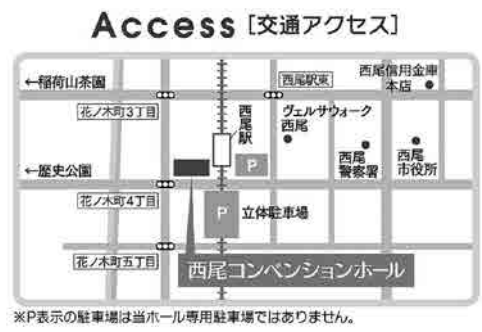 Access [交通アクセス]
←稲荷山茶園
西尾駅東
西尾信用金庫
本店
花ノ木町3丁目
西尾駅
ヴェルサウォーク
西尾
P
西尾
警察署
西尾
市役所
←歴史公園
花ノ木町4丁目
P
立体駐車場
花ノ木町五丁目
西尾コンベンションホール
※P表示の駐車場は当ホール専用駐車場ではありません。